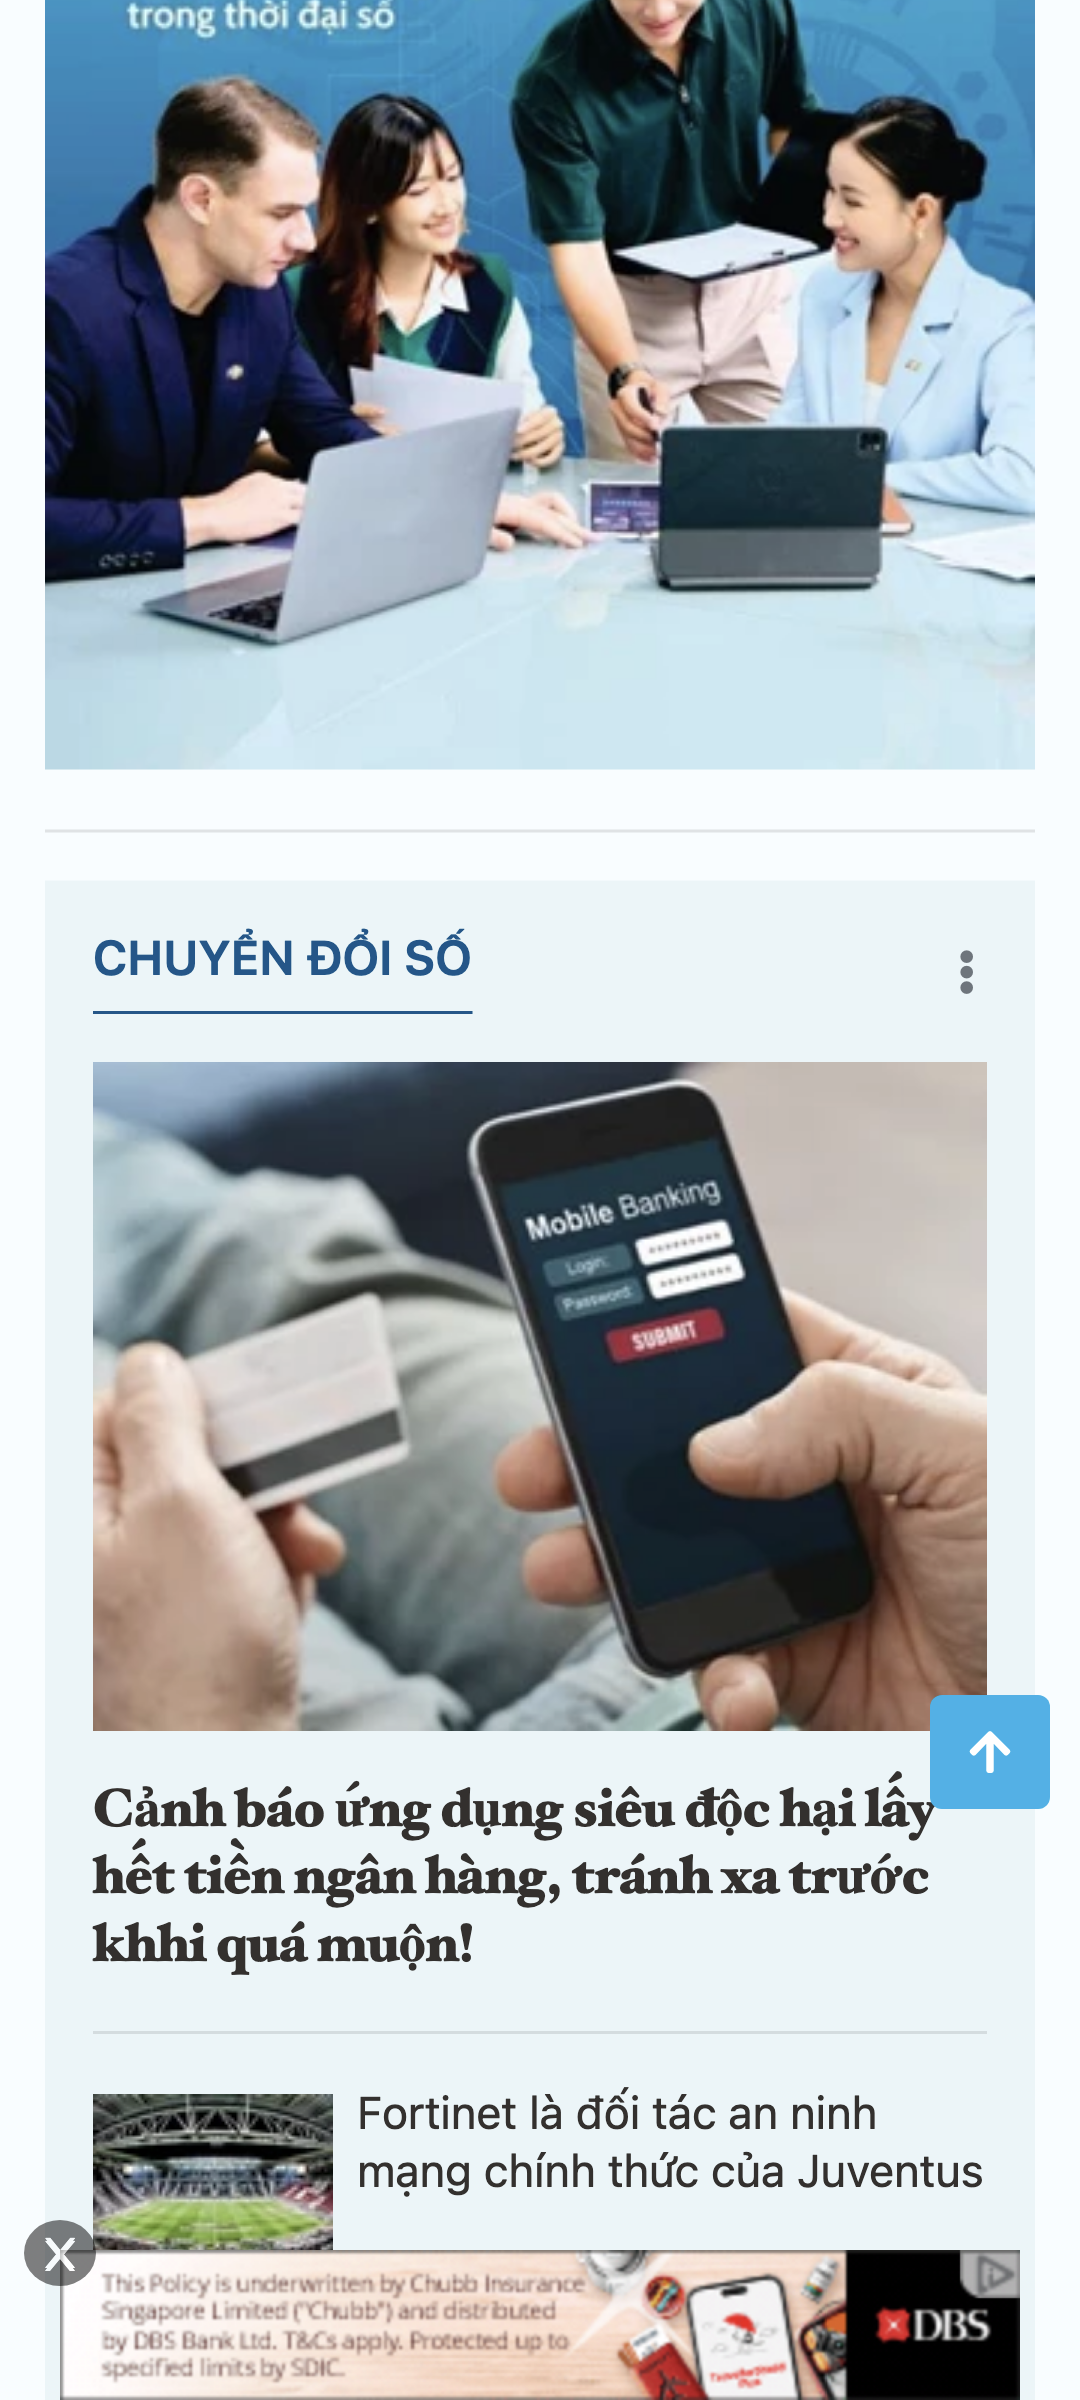 trong thời đại số
CHUYỂN ĐỔI SỐ
Mobile Banking
Login:
Password:
SUBMIT
Cảnh báo ứng dụng siêu độc hại lấy
hết tiền ngân hàng, tránh xa trước
khhi quá muộn!
Fortinet là đối tác an ninh
mạng chính thức của Juventus
X
This Policy is underwritten by Chubb Insurance
Singapore Limited ("Chubb") and distributed
by DBS Bank Ltd. T&Cs apply. Protected up to
specified limits by SDIC.
DBS